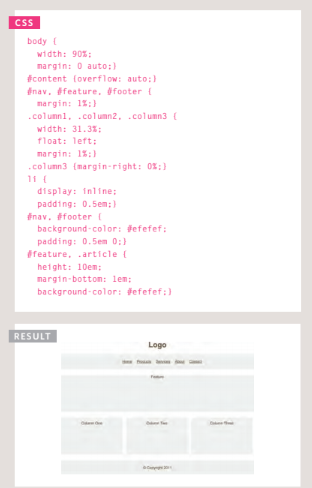 CSS
body {
width: 90%;
margin: 0 auto;}
#content {overflow: auto;}
#nav, #feature, #footer {
margin: 1%;}
.column1, .column2, .column3 {
width: 31.3%;
float: left;
margin: 1%;}
.column3 {margin-right: 0%;}
li {
display: inline;
padding: 0.5em;}
#nav, #footer {
background-color: #efefef;
padding: 0.5em 0;}
#feature, .article {
height: 10em;
margin-bottom: 1em;
background-color: #efefef;}
RESULT
Logo
Home Products Services About Contact
Feature
Column One Column Two Column Three
© Copyright 2011